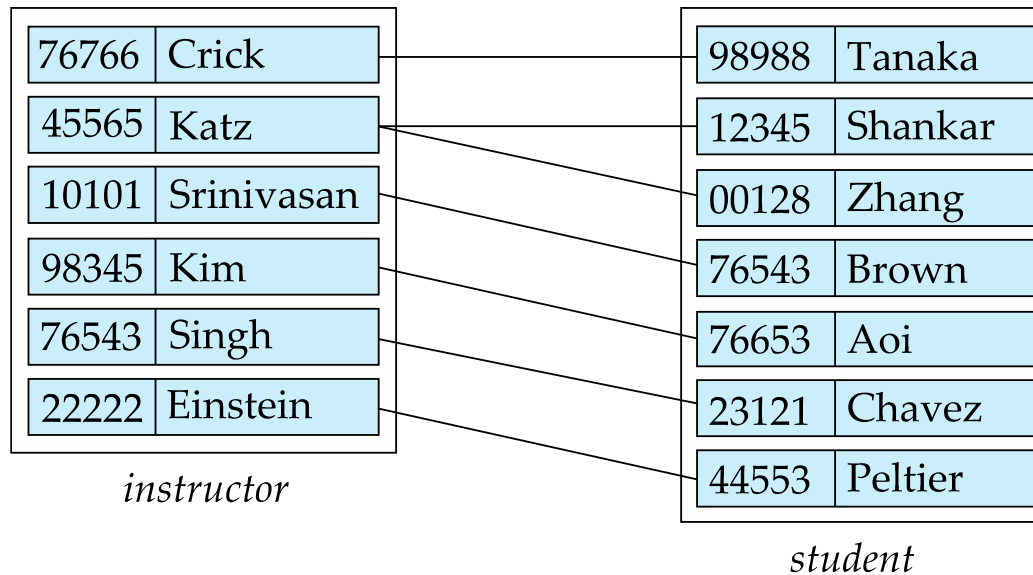 76766 Crick
45565 Katz
10101 Srinivasan
98345 Kim
76543 Singh
22222 Einstein
instructor
98988 Tanaka
12345 Shankar
00128 Zhang
76543 Brown
76653 Aoi
23121 Chavez
44553 Peltier
student